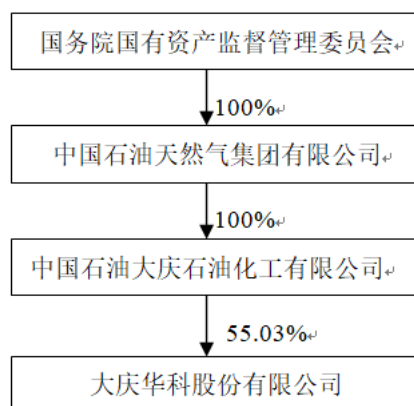 国务院国有资产监督管理委员会
100%
中国石油天然气集团有限公司
100%
中国石油大庆石油化工有限公司
55.03%
大庆华科股份有限公司